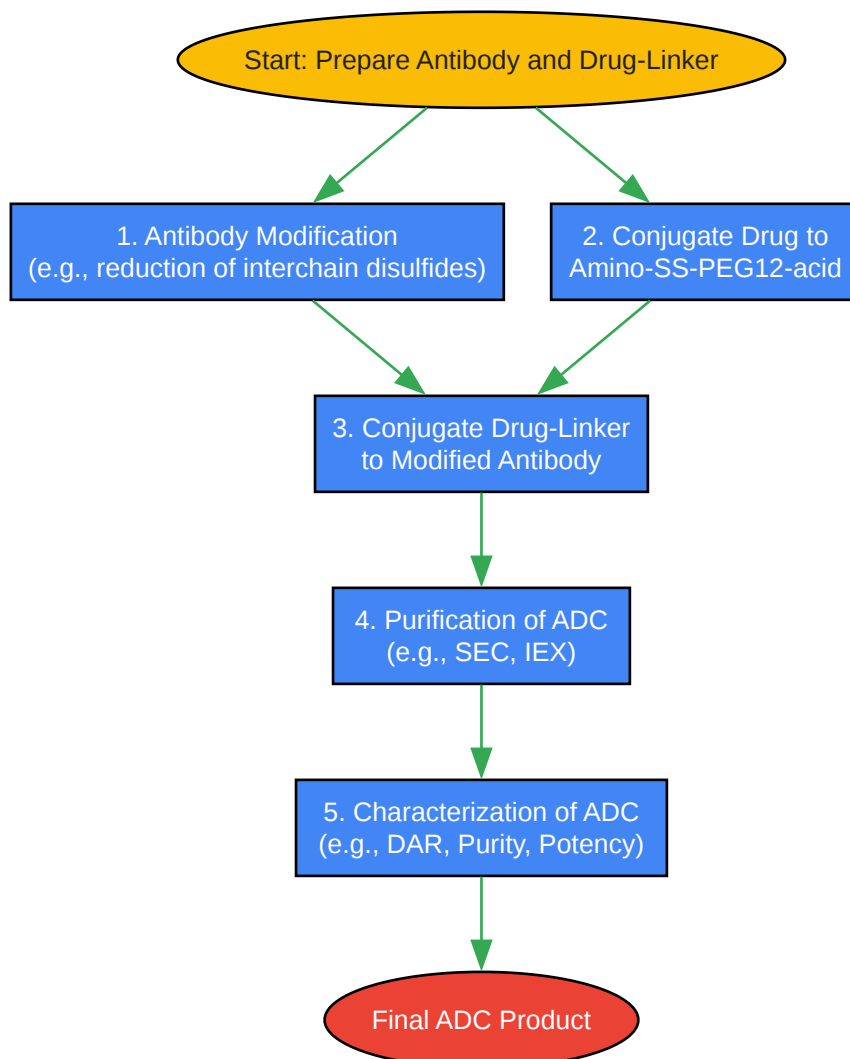 Start: Prepare Antibody and Drug-Linker
1. Antibody Modification
(e.g., reduction of interchain disulfides)
2. Conjugate Drug to
Amino-SS-PEG12-acid
3. Conjugate Drug-Linker
to Modified Antibody
4. Purification of ADC
(e.g., SEC, IEX)
5. Characterization of ADC
(e.g., DAR, Purity, Potency)
Final ADC Product